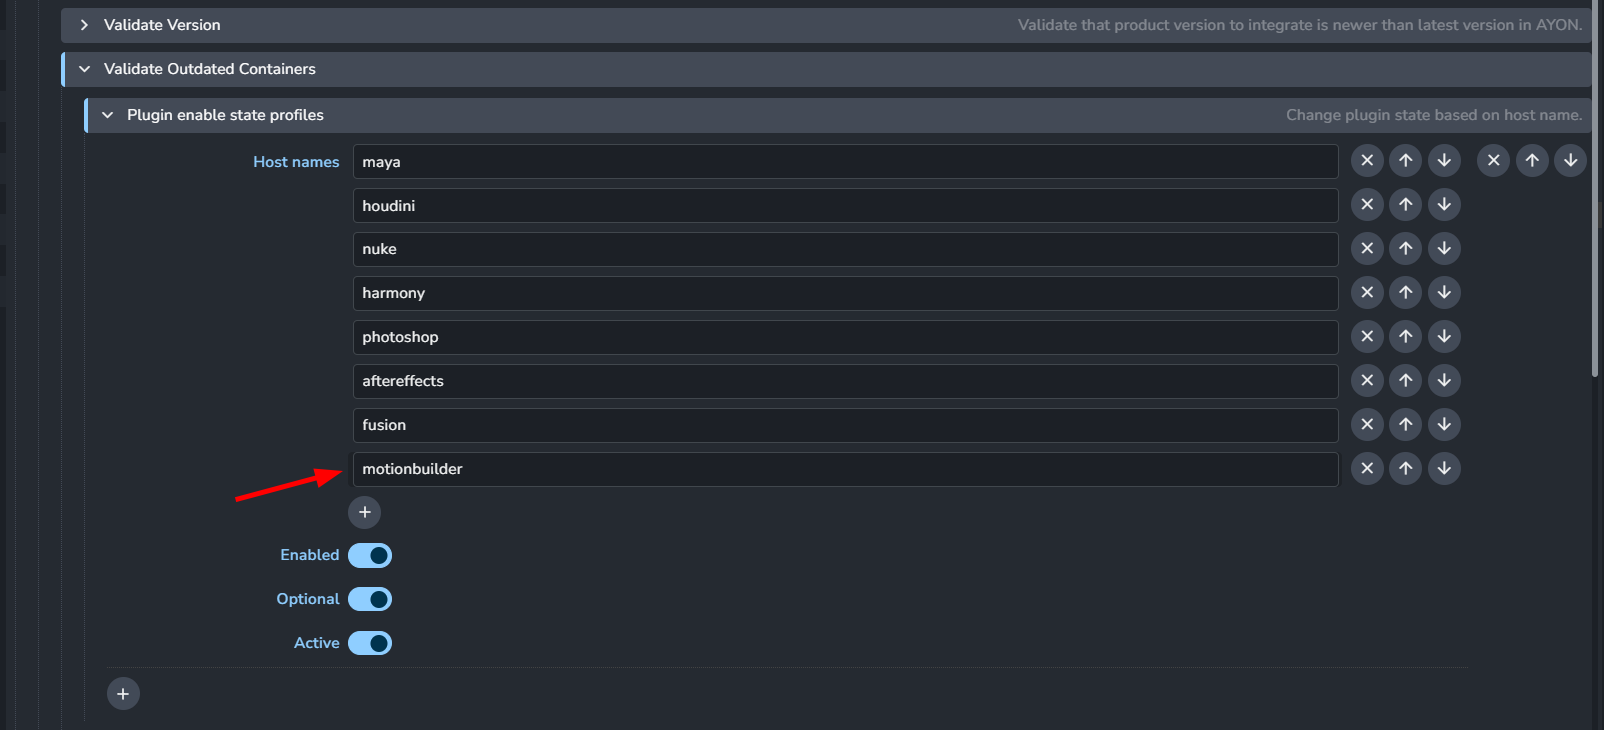 Validate Version Validate that product version to integrate is newer than latest version in AYON.
Validate Outdated Containers
Plugin enable state profiles Change plugin state based on host name.
Host names maya
houdini
nuke
harmony
photoshop
aftereffects
fusion
motionbuilder
Enabled
Optional
Active